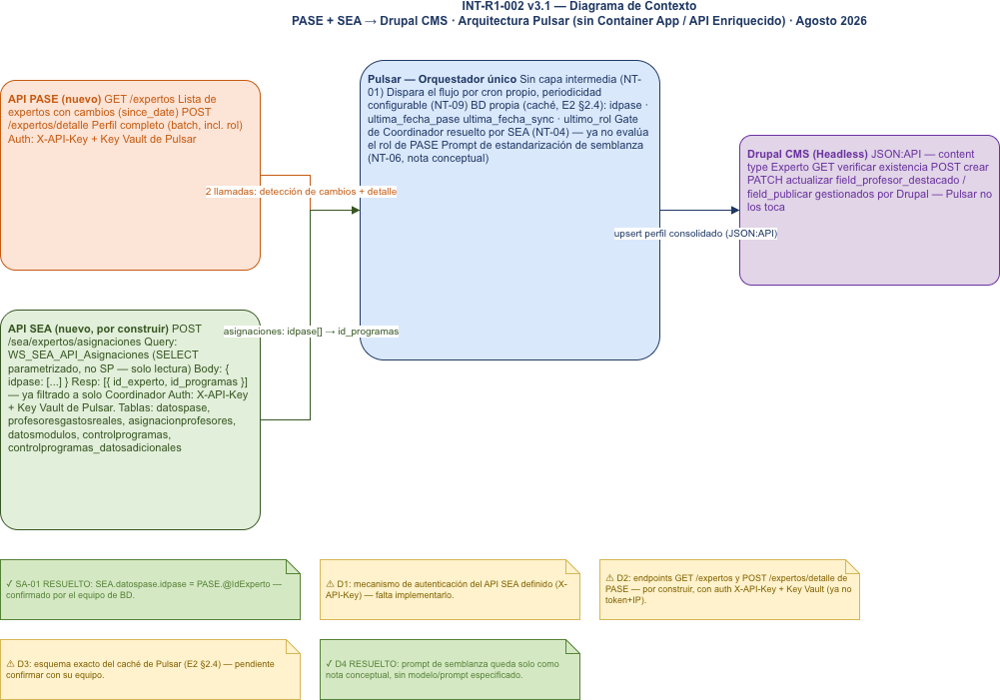 INT-R1-002 v3.1 — Diagrama de Contexto
PASE + SEA → Drupal CMS · Arquitectura Pulsar (sin Container App / API Enriquecido) · Agosto 2026
API PASE (nuevo) GET /expertos Lista de
expertos con cambios (since_date) POST
/expertos/detalle Perfil completo (batch, incl. rol)
Auth: X-API-Key + Key Vault de Pulsar
Pulsar — Orquestador único Sin capa intermedia (NT-
01) Dispara el flujo por cron propio, periodicidad
configurable (NT-09) BD propia (caché, E2 §2.4): idpase ·
ultima_fecha_pase ultima_fecha_sync · ultimo_rol Gate
de Coordinador resuelto por SEA (NT-04) — ya no evalúa
el rol de PASE Prompt de estandarización de semblanza
(NT-06, nota conceptual)
Drupal CMS (Headless) JSON:API — content
type Experto GET verificar existencia POST crear
PATCH actualizar field_profesor_destacado /
field_publicar gestionados por Drupal — Pulsar no
los toca
2 llamadas: detección de cambios + detalle
upsert perfil consolidado (JSON:API)
API SEA (nuevo, por construir) POST
/sea/expertos/asignaciones Query:
WS_SEA_API_Asignaciones (SELECT
parametrizado, no SP — solo lectura) Body: {
idpase: [...] } Resp: [{ id_experto, id_programas }]
— ya filtrado a solo Coordinador Auth: X-API-Key
+ Key Vault de Pulsar. Tablas: datospase,
profesoresgastosreales, asignacionprofesores,
datosmodulos, controlprogramas,
controlprogramas_datosadicionales
asignaciones: idpase[] → id_programas
✓ SA-01 RESUELTO: SEA.datospase.idpase = PASE.@IdExperto —
confirmado por el equipo de BD.
⚠ D1: mecanismo de autenticación del API SEA definido (X-
API-Key) — falta implementarlo.
⚠ D2: endpoints GET /expertos y POST /expertos/detalle de
PASE — por construir, con auth X-API-Key + Key Vault (ya no
token+IP).
⚠ D3: esquema exacto del caché de Pulsar (E2 §2.4) — pendiente
confirmar con su equipo.
✓ D4 RESUELTO: prompt de semblanza queda solo como
nota conceptual, sin modelo/prompt especificado.